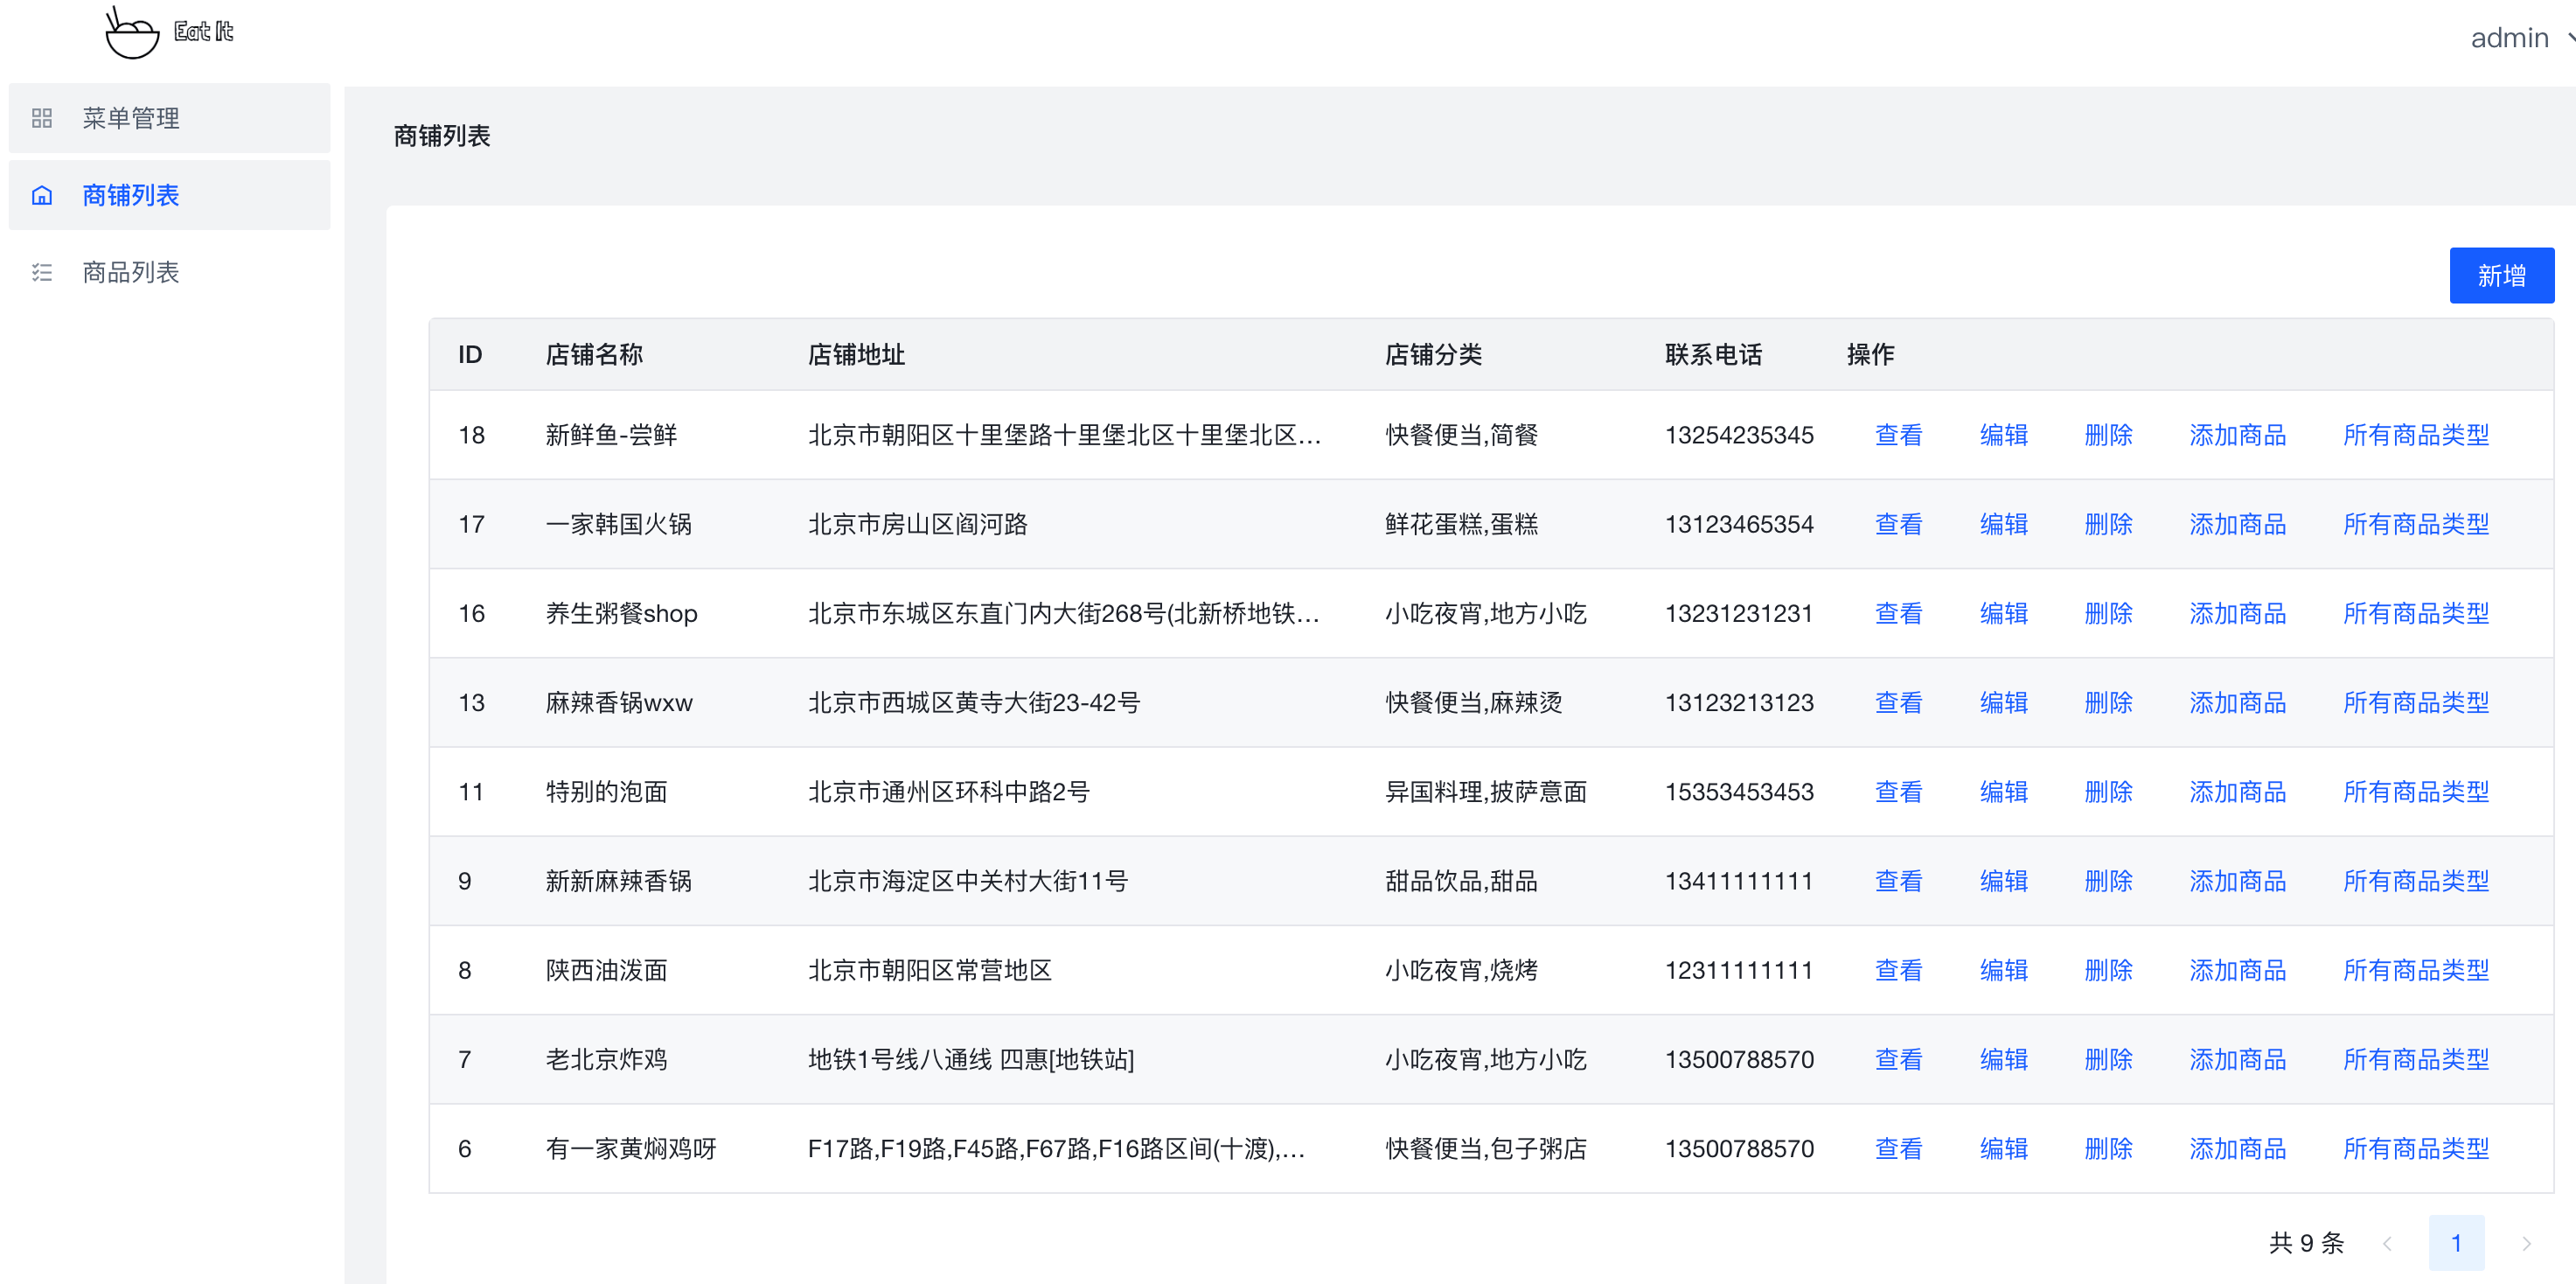 Eat It
admin
菜单管理
商铺列表
商品列表
商铺列表
新增
ID 店铺名称 店铺地址 店铺分类 联系电话 操作
18 新鲜鱼-尝鲜 北京市朝阳区十里堡路十里堡北区十里堡北区... 快餐便当,简餐 13254235345 查看 编辑 删除 添加商品 所有商品类型
17 一家韩国火锅 北京市房山区阎河路 鲜花蛋糕,蛋糕 13123465354 查看 编辑 删除 添加商品 所有商品类型
16 养生粥餐shop 北京市东城区东直门内大街268号(北新桥地铁... 小吃夜宵,地方小吃 13231231231 查看 编辑 删除 添加商品 所有商品类型
13 麻辣香锅wxw 北京市西城区黄寺大街23-42号 快餐便当,麻辣烫 13123213123 查看 编辑 删除 添加商品 所有商品类型
11 特别的泡面 北京市通州区环科中路2号 异国料理,披萨意面 15353453453 查看 编辑 删除 添加商品 所有商品类型
9 新新麻辣香锅 北京市海淀区中关村大街11号 甜品饮品,甜品 13411111111 查看 编辑 删除 添加商品 所有商品类型
8 陕西油泼面 北京市朝阳区常营地区 小吃夜宵,烧烤 12311111111 查看 编辑 删除 添加商品 所有商品类型
7 老北京炸鸡 地铁1号线八通线 四惠[地铁站] 小吃夜宵,地方小吃 13500788570 查看 编辑 删除 添加商品 所有商品类型
6 有一家黄焖鸡呀 F17路,F19路,F45路,F67路,F16路区间(十渡),... 快餐便当,包子粥店 13500788570 查看 编辑 删除 添加商品 所有商品类型
共 9 条 1